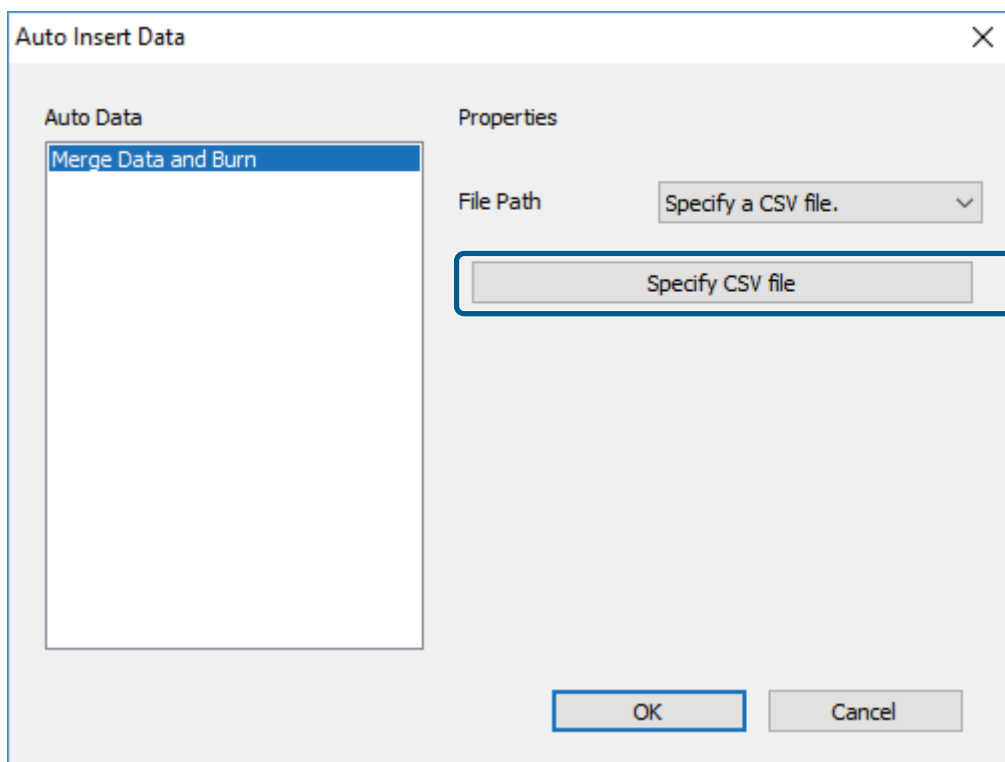 Auto Insert Data
Auto Data
Merge Data and Burn
Properties
File Path
Specify a CSV file.
Specify CSV file
OK
Cancel